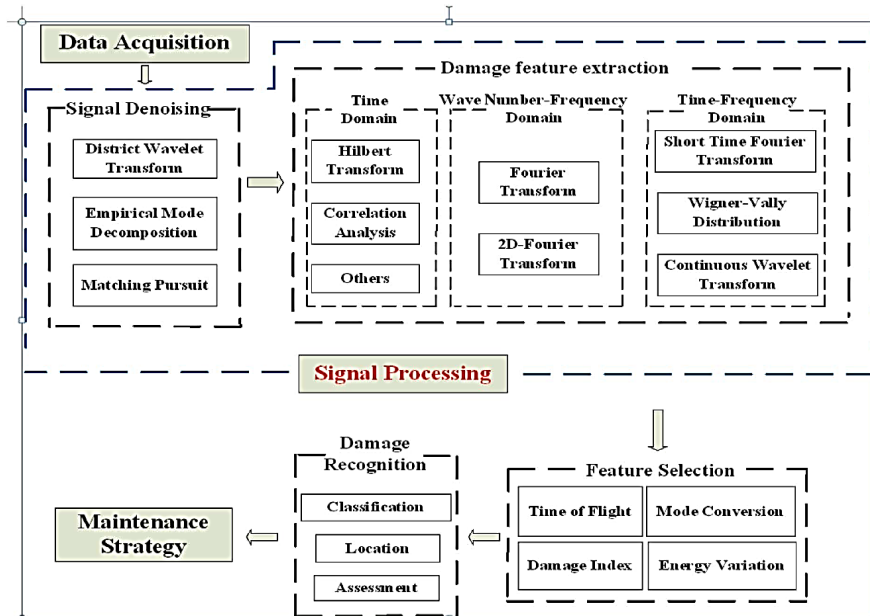 Data Acquisition
Signal Denoising
District Wavelet
Transform
Empirical Mode
Decomposition
Matching Pursuit
Damage feature extraction
Time
Domain
Hilbert
Transform
Correlation
Analysis
Others
Wave Number-Frequency
Domain
Fourier
Transform
2D-Fourier
Transform
Time-Frequency
Domain
Short Time Fourier
Transform
Wigner-Vally
Distribution
Continuous Wavelet
Transform
Signal Processing
Feature Selection
Time of Flight
Mode Conversion
Damage Index
Energy Variation
Damage
Recognition
Classification
Location
Assessment
Maintenance
Strategy